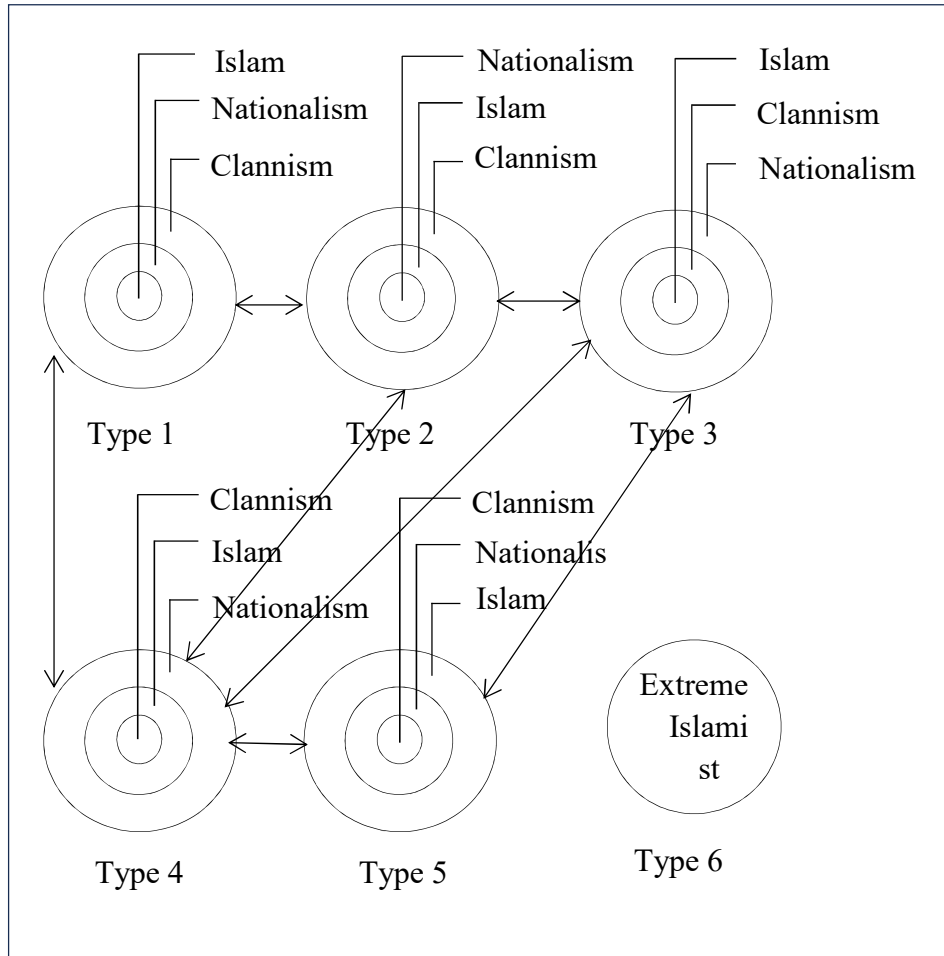 Islam
Nationalism
Clannism
Nationalism
Islam
Clannism
Islam
Clannism
Nationalism
Type 1
Type 2
Type 3
Clannism
Islam
Nationalism
Clannism
Nationalis
Islam
Extreme
Islami
st
Type 4
Type 5
Type 6